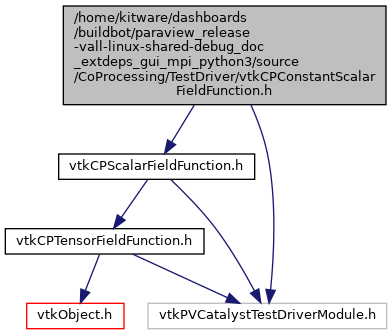 /home/kitware/dashboards
/buildbot/paraview_release
-vall-linux-shared-debug_doc
_extdeps_gui_mpi_python3/source
/CoProcessing/TestDriver/vtkCPConstantScalar
FieldFunction.h
vtkCPScalarFieldFunction.h
vtkCPTensorFieldFunction.h
vtkObject.h
vtkPVCatalystTestDriverModule.h